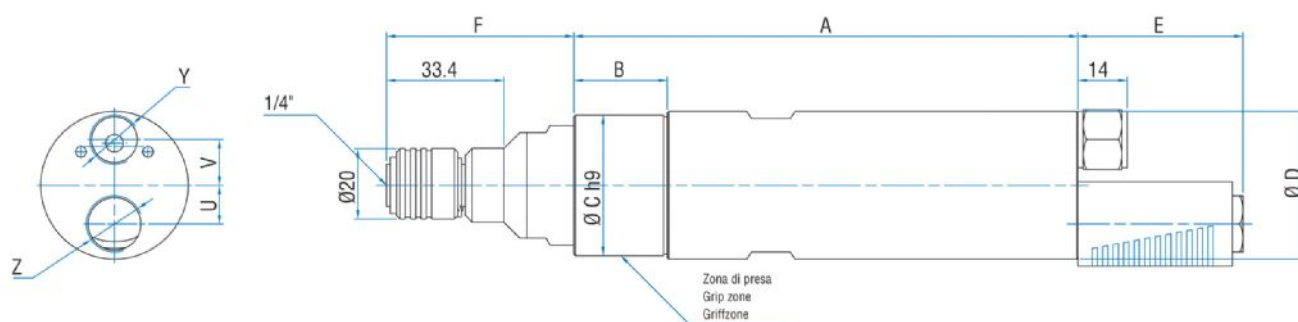 F
A
E
33.4
B
14
Y
1/4"
V
U
Ø20
Ø C h9
Ø D
Z
Zona di presa
Grip zone
Griffzone